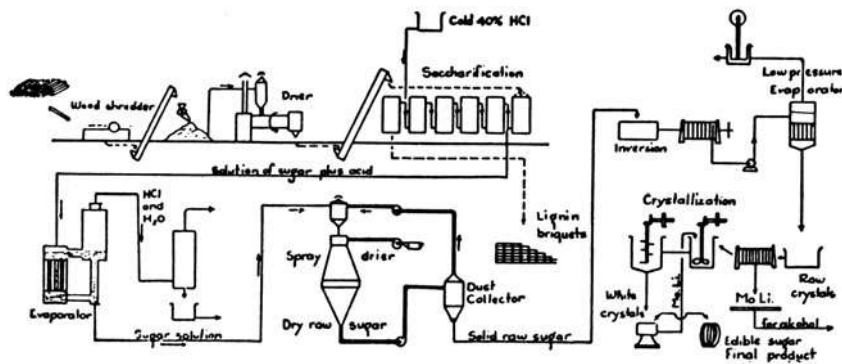 Cold 40% HCl
Wood shredder
Drier
Saccharification
Low pressure
Evaporator
Inversion
Solution of sugar plus acid
HCl
and
H₂O
Lignin
briquets
Crystallization
Spray drier
Dust
Collector
Evaporator
Sugar solution
Dry raw sugar
Solid raw sugar
White
crystals
Mo. Li.
Mo Li.
Raw
crystals
for alcohol
Edible sugar
Final product